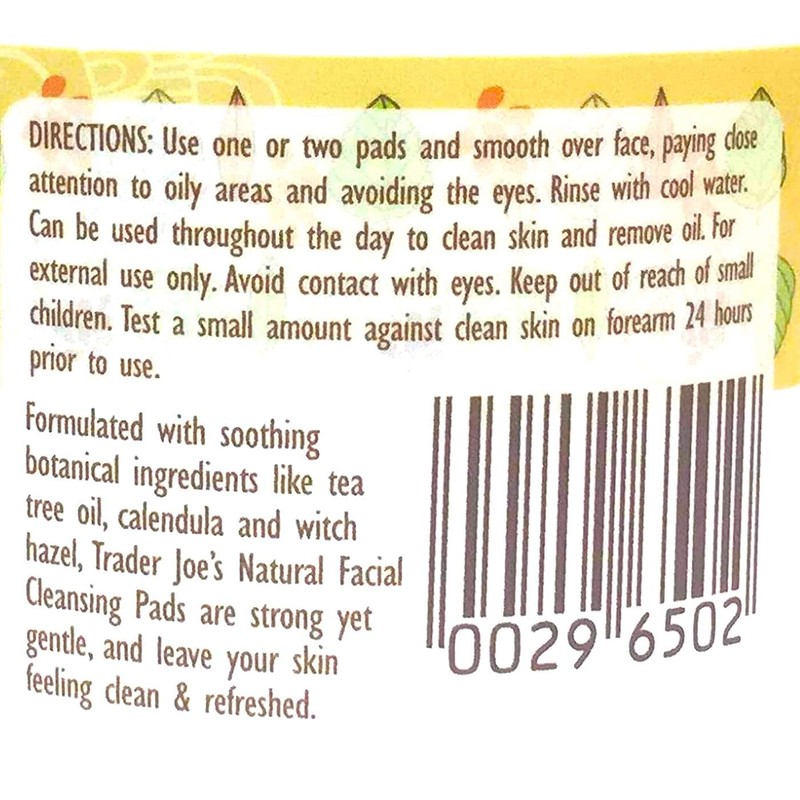 DIRECTIONS: Use one or two pads and smooth over face, paying close
attention to oily areas and avoiding the eyes. Rinse with cool water.
Can be used throughout the day to clean skin and remove oil. For
external use only. Avoid contact with eyes. Keep out of reach of small
children. Test a small amount against clean skin on forearm 24 hours
prior to use.
Formulated with soothing
botanical ingredients like tea
tree oil, calendula and witch
hazel, Trader Joe's Natural Facial
Cleansing Pads are strong yet
gentle, and leave your skin
feeling clean & refreshed.
0029 6502